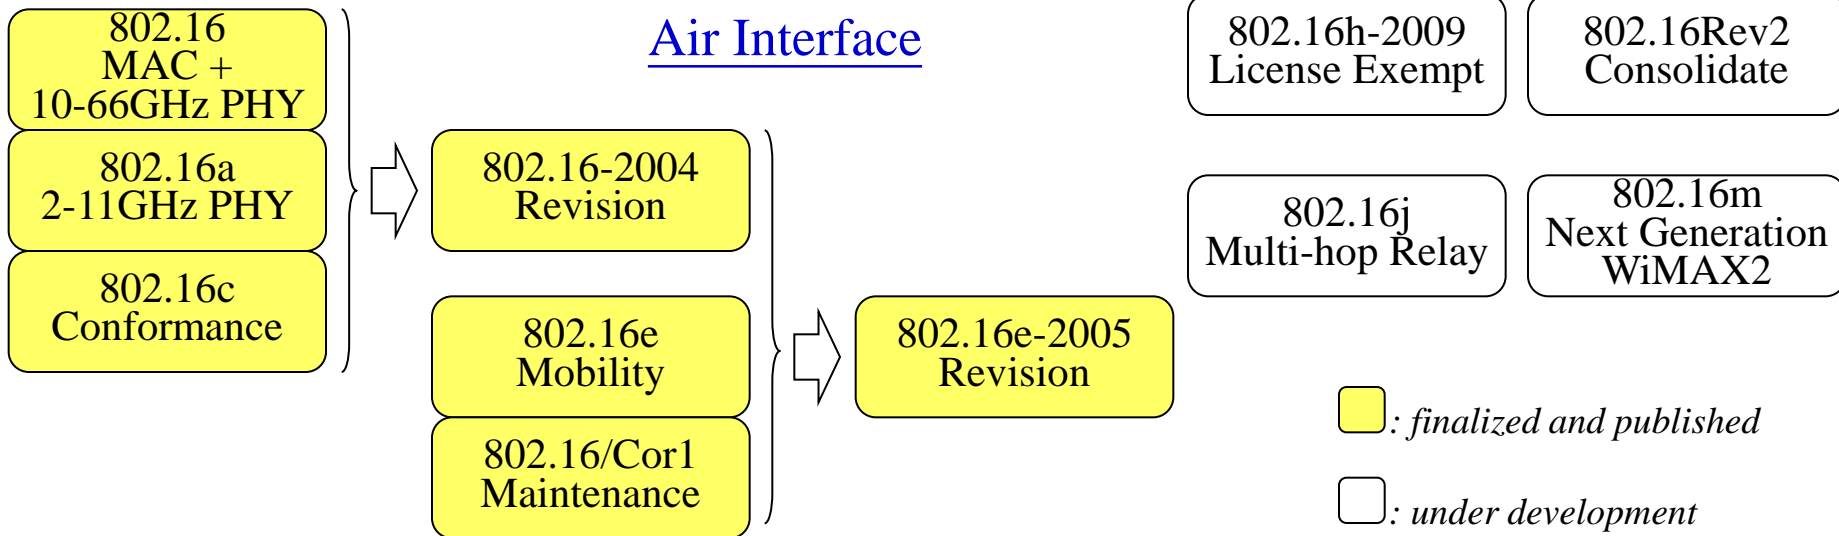 802.16
MAC +
10-66GHz PHY
802.16a
2-11GHz PHY
802.16c
Conformance
Air Interface
802.16-2004
Revision
802.16e
Mobility
802.16/Cor1
Maintenance
802.16e-2005
Revision
802.16h-2009
License Exempt
802.16Rev2
Consolidate
802.16j
Multi-hop Relay
802.16m
Next Generation
WiMAX2
: finalized and published
: under development